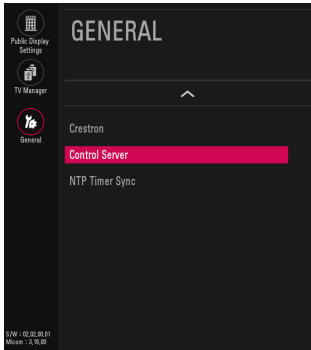 Public Display
Settings
TV Manager
General
GENERAL
Crestron
Control Server
NTP Timer Sync
S/W : 02,02,00,01
Micom : 3,16,00